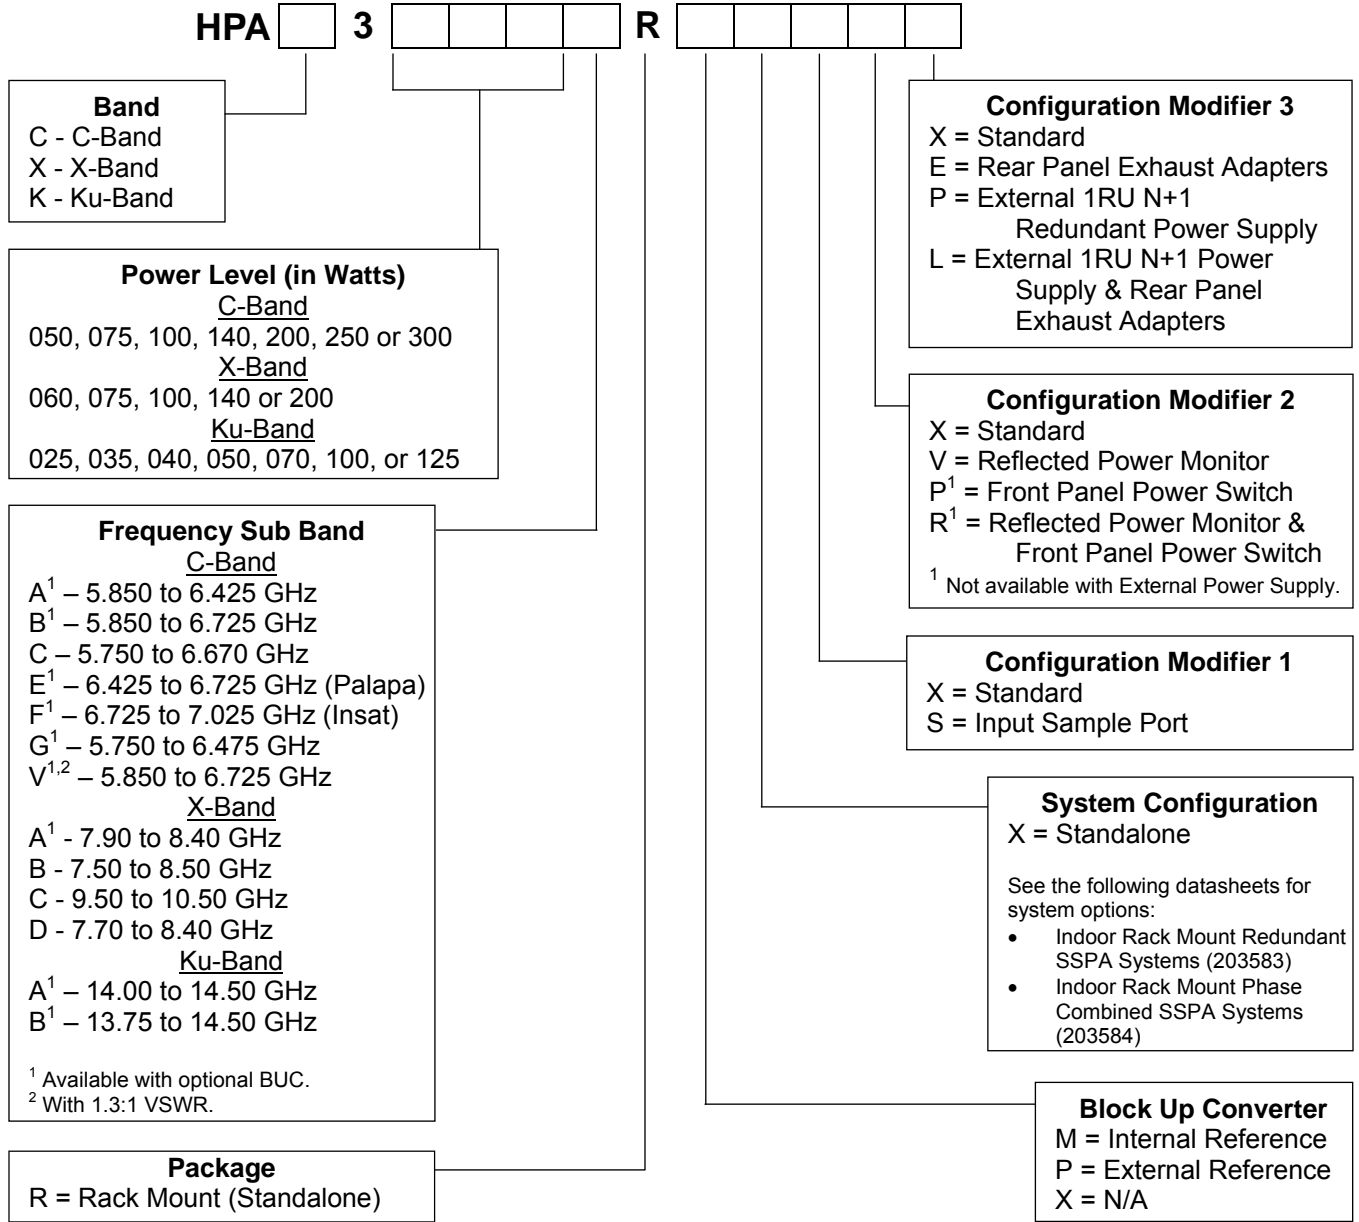 HPA 3 R
Band
C - C-Band
X - X-Band
K - Ku-Band
Power Level (in Watts)
C-Band
050, 075, 100, 140, 200, 250 or 300
X-Band
060, 075, 100, 140 or 200
Ku-Band
025, 035, 040, 050, 070, 100, or 125
Frequency Sub Band
C-Band
A¹ – 5.850 to 6.425 GHz
B¹ – 5.850 to 6.725 GHz
C – 5.750 to 6.670 GHz
E¹ – 6.425 to 6.725 GHz (Palapa)
F¹ – 6.725 to 7.025 GHz (Insat)
G¹ – 5.750 to 6.475 GHz
V¹,² – 5.850 to 6.725 GHz
X-Band
A¹ - 7.90 to 8.40 GHz
B - 7.50 to 8.50 GHz
C - 9.50 to 10.50 GHz
D - 7.70 to 8.40 GHz
Ku-Band
A¹ – 14.00 to 14.50 GHz
B¹ – 13.75 to 14.50 GHz
¹ Available with optional BUC.
² With 1.3:1 VSWR.
Package
R = Rack Mount (Standalone)
Configuration Modifier 3
X = Standard
E = Rear Panel Exhaust Adapters
P = External 1RU N+1
Redundant Power Supply
L = External 1RU N+1 Power
Supply & Rear Panel
Exhaust Adapters
Configuration Modifier 2
X = Standard
V = Reflected Power Monitor
P¹ = Front Panel Power Switch
R¹ = Reflected Power Monitor &
Front Panel Power Switch
¹ Not available with External Power Supply.
Configuration Modifier 1
X = Standard
S = Input Sample Port
System Configuration
X = Standalone
See the following datasheets for
system options:
• Indoor Rack Mount Redundant
SSPA Systems (203583)
• Indoor Rack Mount Phase
Combined SSPA Systems
(203584)
Block Up Converter
M = Internal Reference
P = External Reference
X = N/A